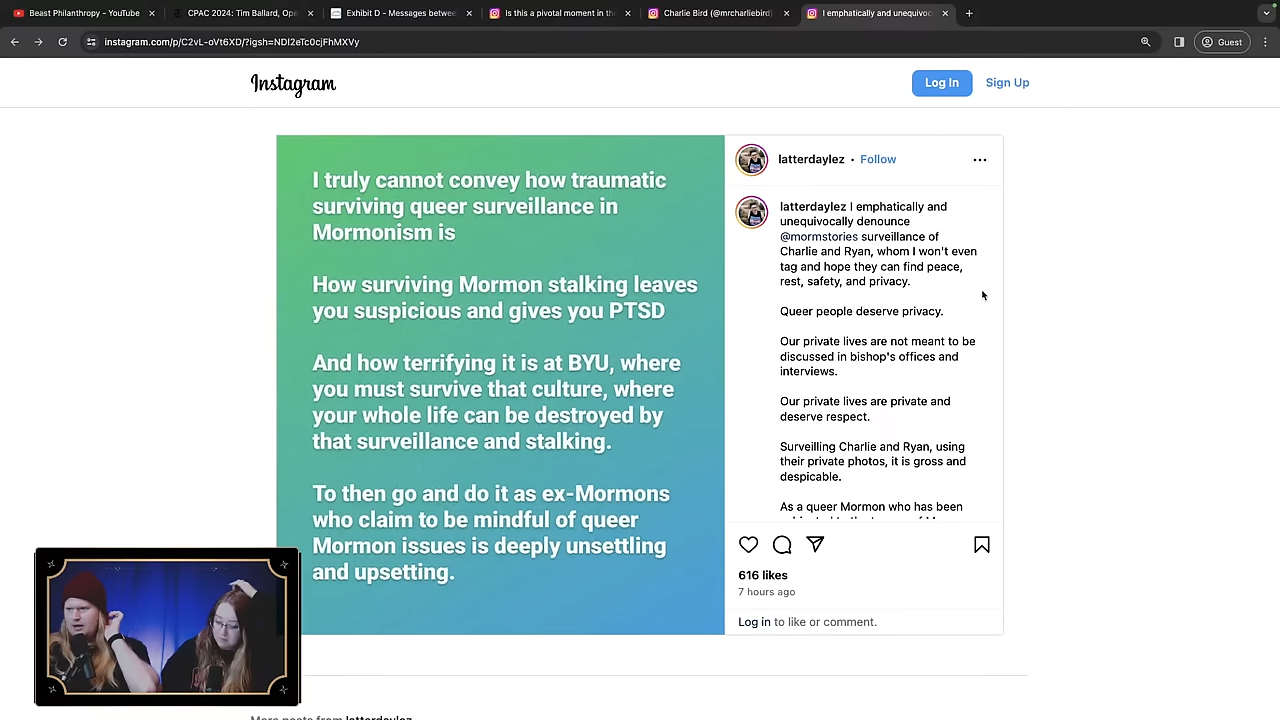 Beast Philanthropy - YouTube
CPAC 2024: Tim Ballard, Ope
Exhibit D - Messages betwee
Is this a pivotal moment in th
Charlie Bird (@mrcharliebird)
I emphatically and unequivoc
instagram.com/p/C2vL-oVt6XD/?igsh=NDI2eTc0cjFhMXVy
Guest
Instagram
Log In
Sign Up
I truly cannot convey how traumatic
surviving queer surveillance in
Mormonism is
How surviving Mormon stalking leaves
you suspicious and gives you PTSD
And how terrifying it is at BYU, where
you must survive that culture, where
your whole life can be destroyed by
that surveillance and stalking.
To then go and do it as ex-Mormons
who claim to be mindful of queer
Mormon issues is deeply unsettling
and upsetting.
latterdaylez • Follow
latterdaylez I emphatically and
unequivocally denounce
@mormstories surveillance of
Charlie and Ryan, whom I won't even
tag and hope they can find peace,
rest, safety, and privacy.
Queer people deserve privacy.
Our private lives are not meant to be
discussed in bishop's offices and
interviews.
Our private lives are private and
deserve respect.
Surveilling Charlie and Ryan, using
their private photos, it is gross and
despicable.
As a queer Mormon who has been
616 likes
7 hours ago
Log in to like or comment.
More posts from latterdaylez